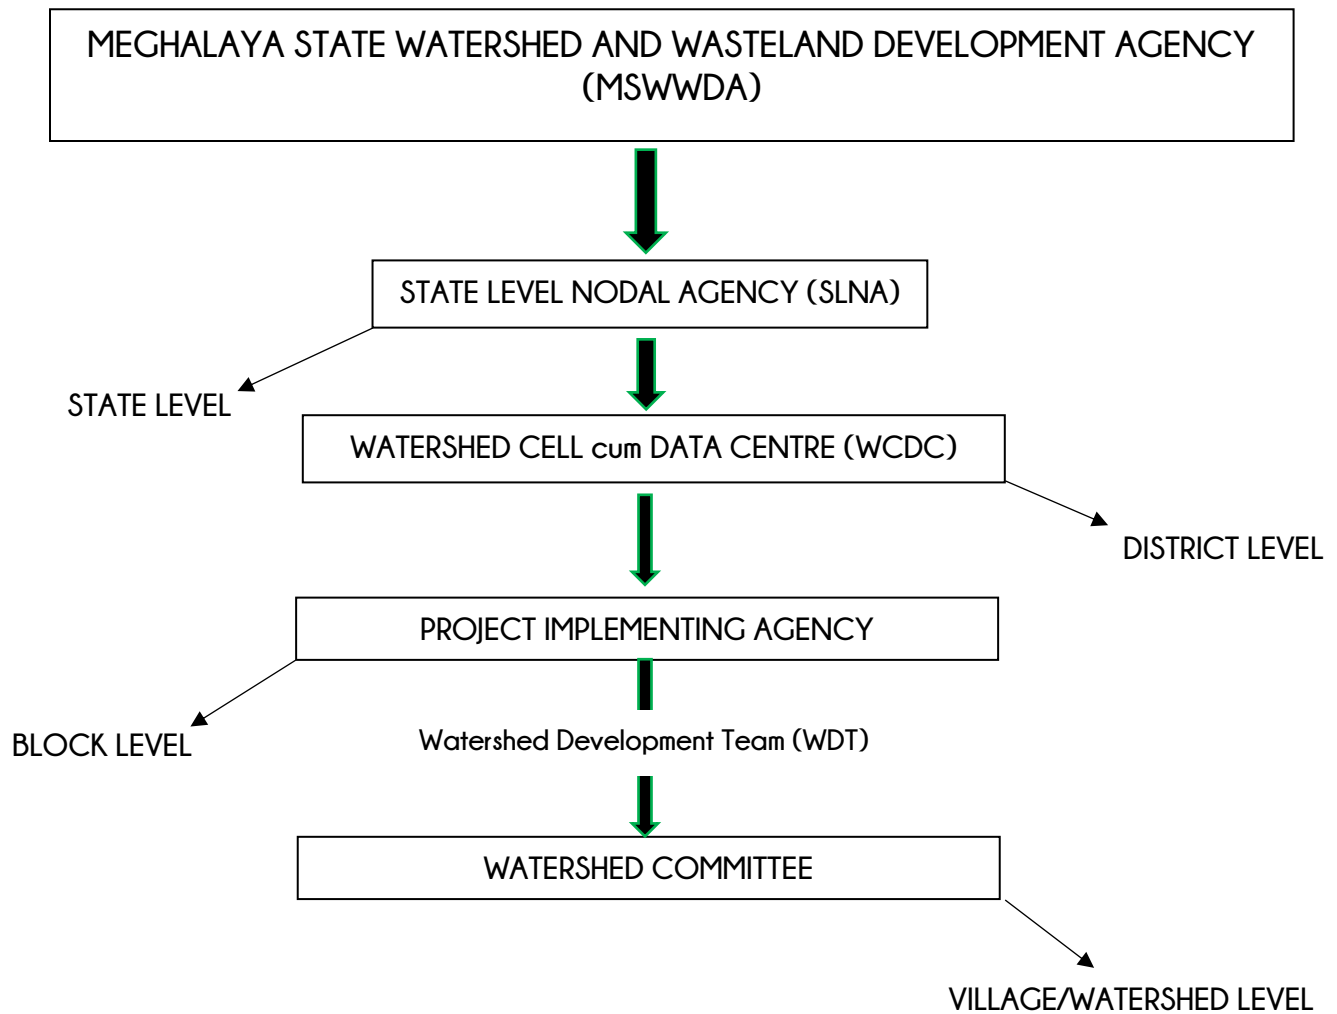 MEGHALAYA STATE WATERSHED AND WASTELAND DEVELOPMENT AGENCY
(MSWWDA)
STATE LEVEL NODAL AGENCY (SLNA)
STATE LEVEL
WATERSHED CELL cum DATA CENTRE (WCDC)
DISTRICT LEVEL
PROJECT IMPLEMENTING AGENCY
BLOCK LEVEL
Watershed Development Team (WDT)
WATERSHED COMMITTEE
VILLAGE/WATERSHED LEVEL